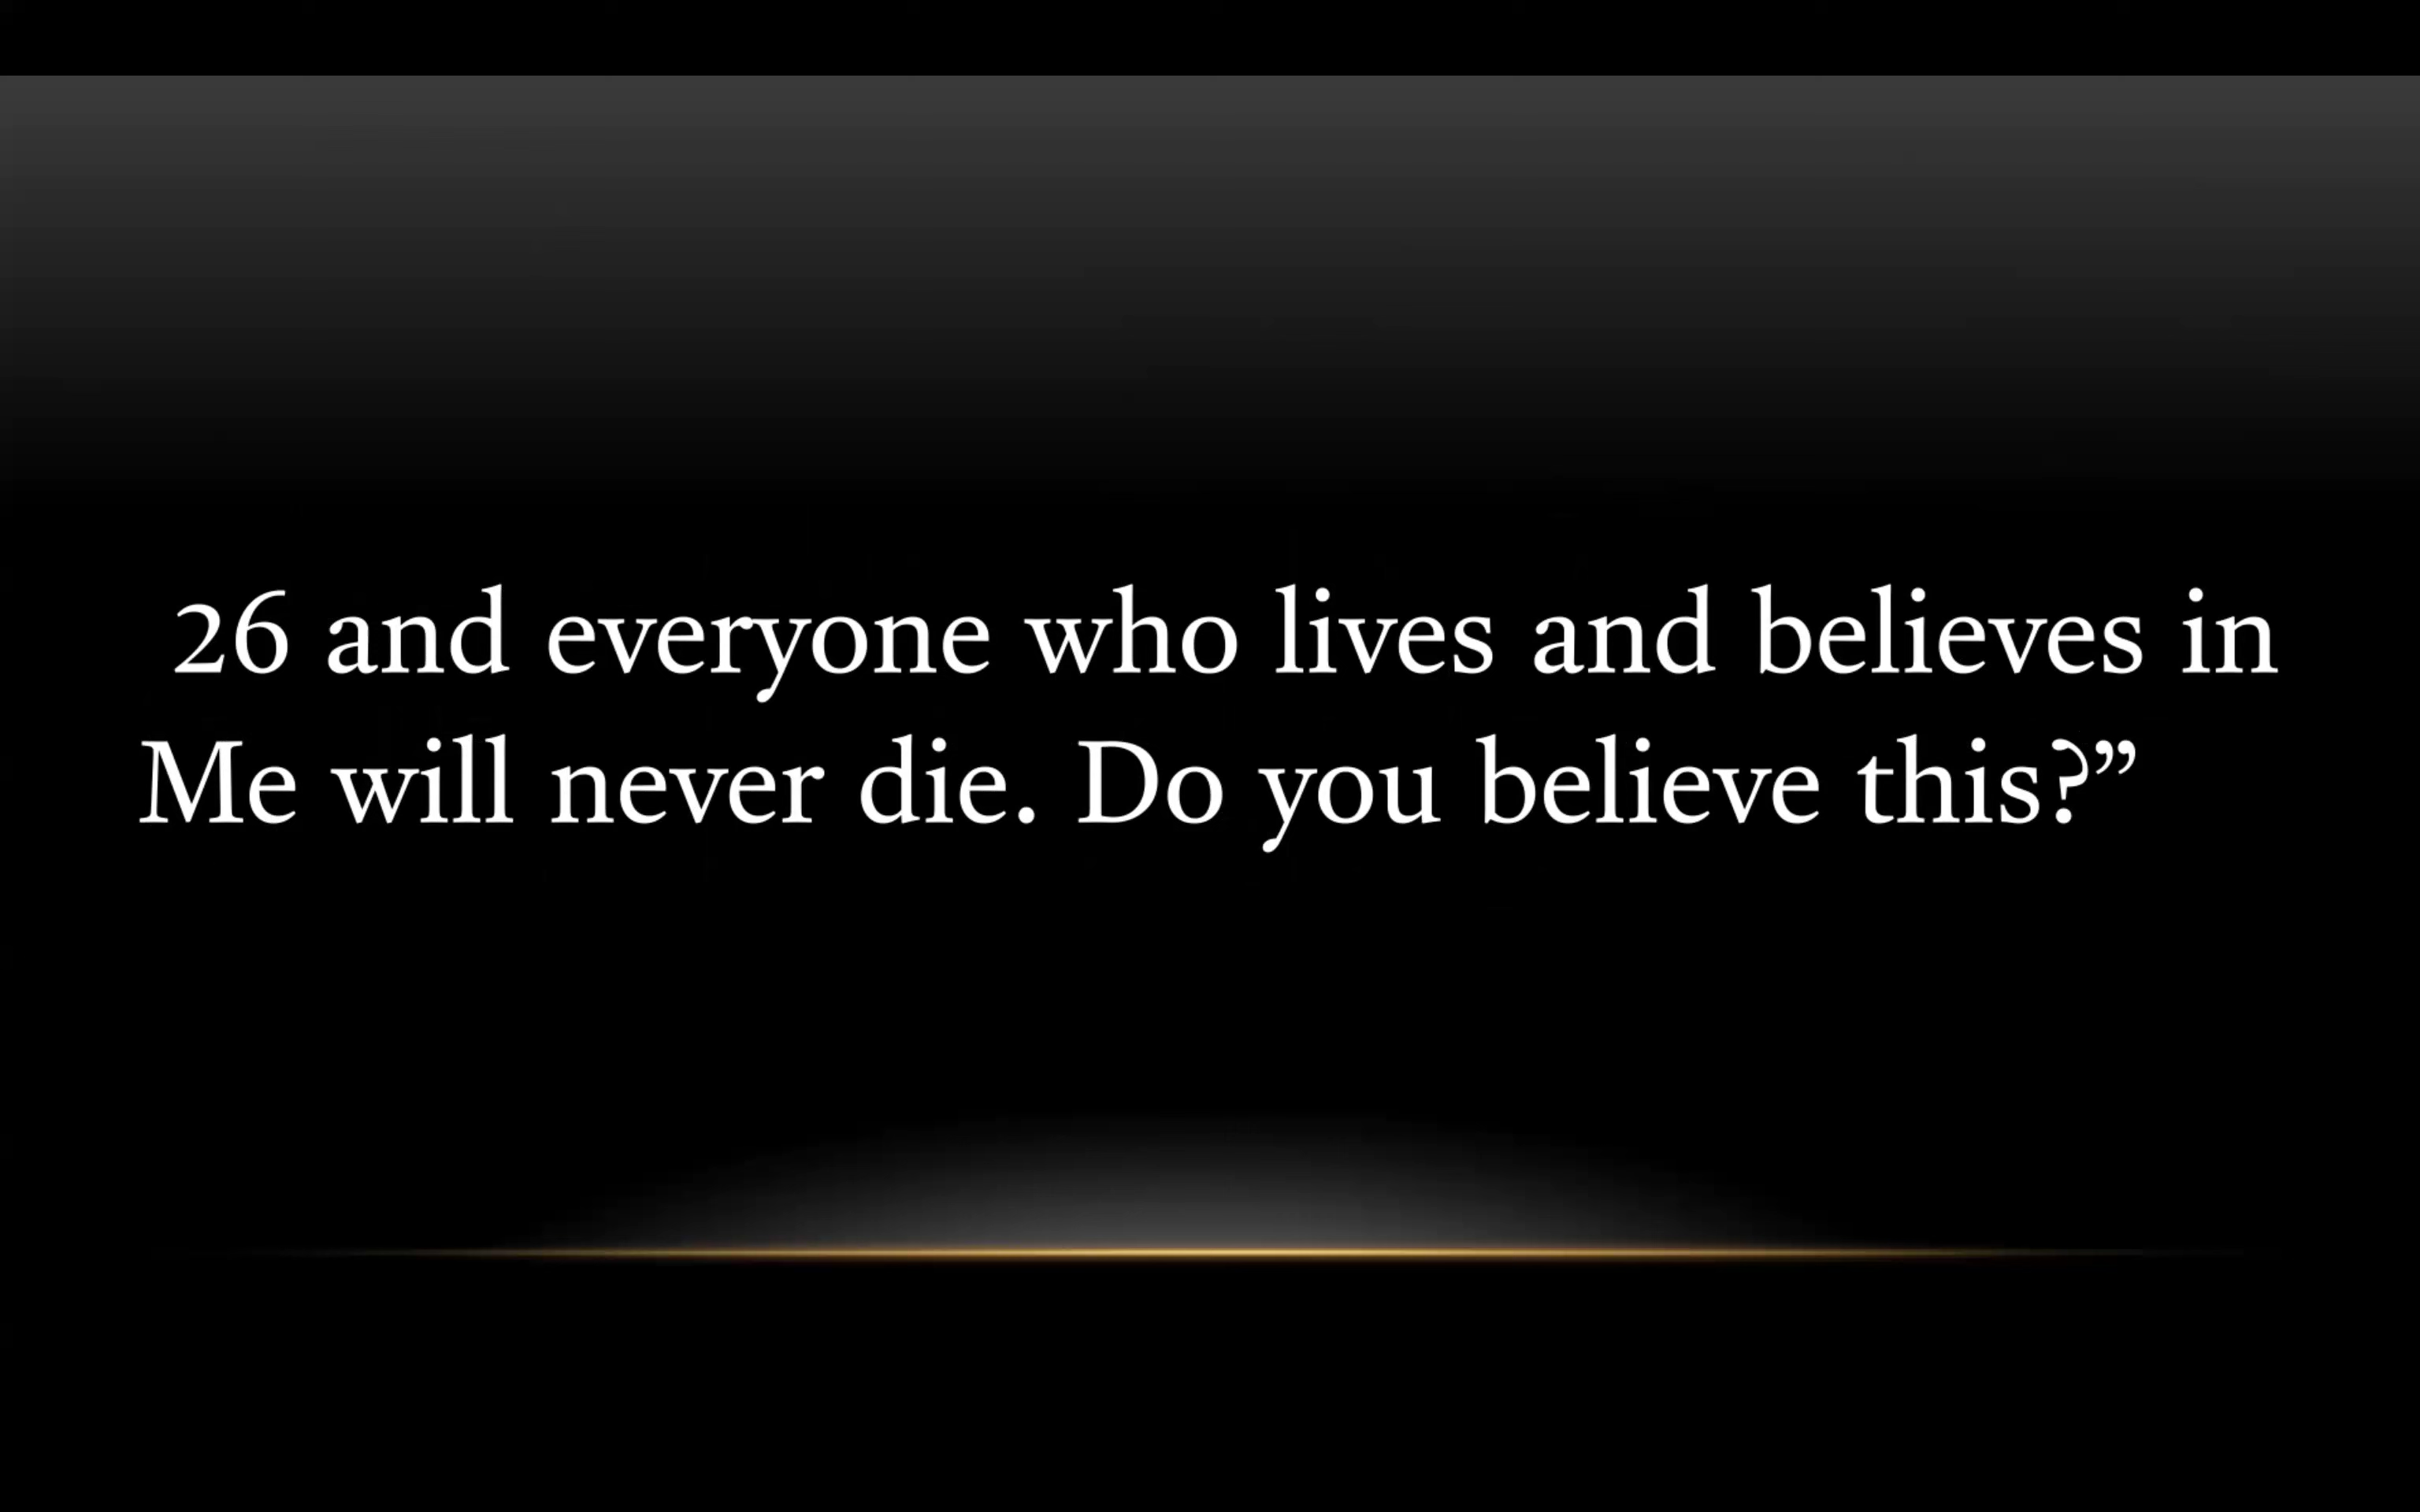 26 and everyone who lives and believes in
Me will never die. Do you believe this?”